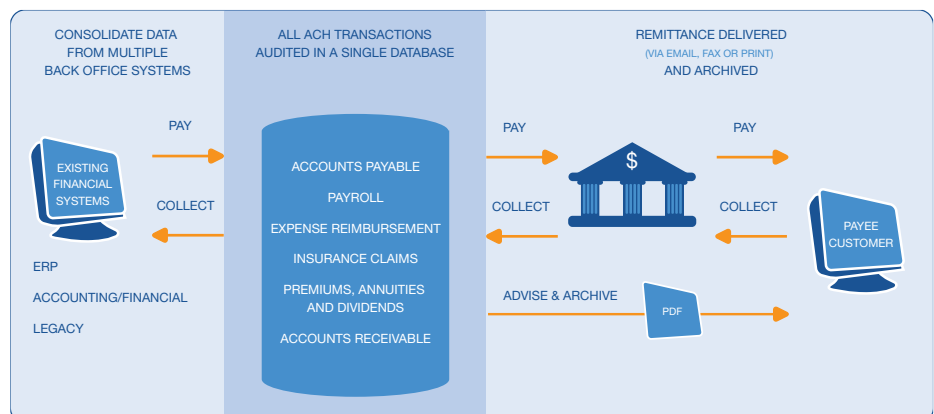 CONSOLIDATE DATA
FROM MULTIPLE
BACK OFFICE SYSTEMS
ALL ACH TRANSACTIONS
AUDITED IN A SINGLE DATABASE
REMITTANCE DELIVERED
(VIA EMAIL, FAX OR PRINT)
AND ARCHIVED
EXISTING
FINANCIAL
SYSTEMS
PAY
COLLECT
ERP
ACCOUNTING/FINANCIAL
LEGACY
ACCOUNTS PAYABLE
PAYROLL
EXPENSE REIMBURSEMENT
INSURANCE CLAIMS
PREMIUMS, ANNUITIES
AND DIVIDENDS
ACCOUNTS RECEIVABLE
PAY
COLLECT
$
PAY
COLLECT
PAYEE
CUSTOMER
ADVISE & ARCHIVE
PDF